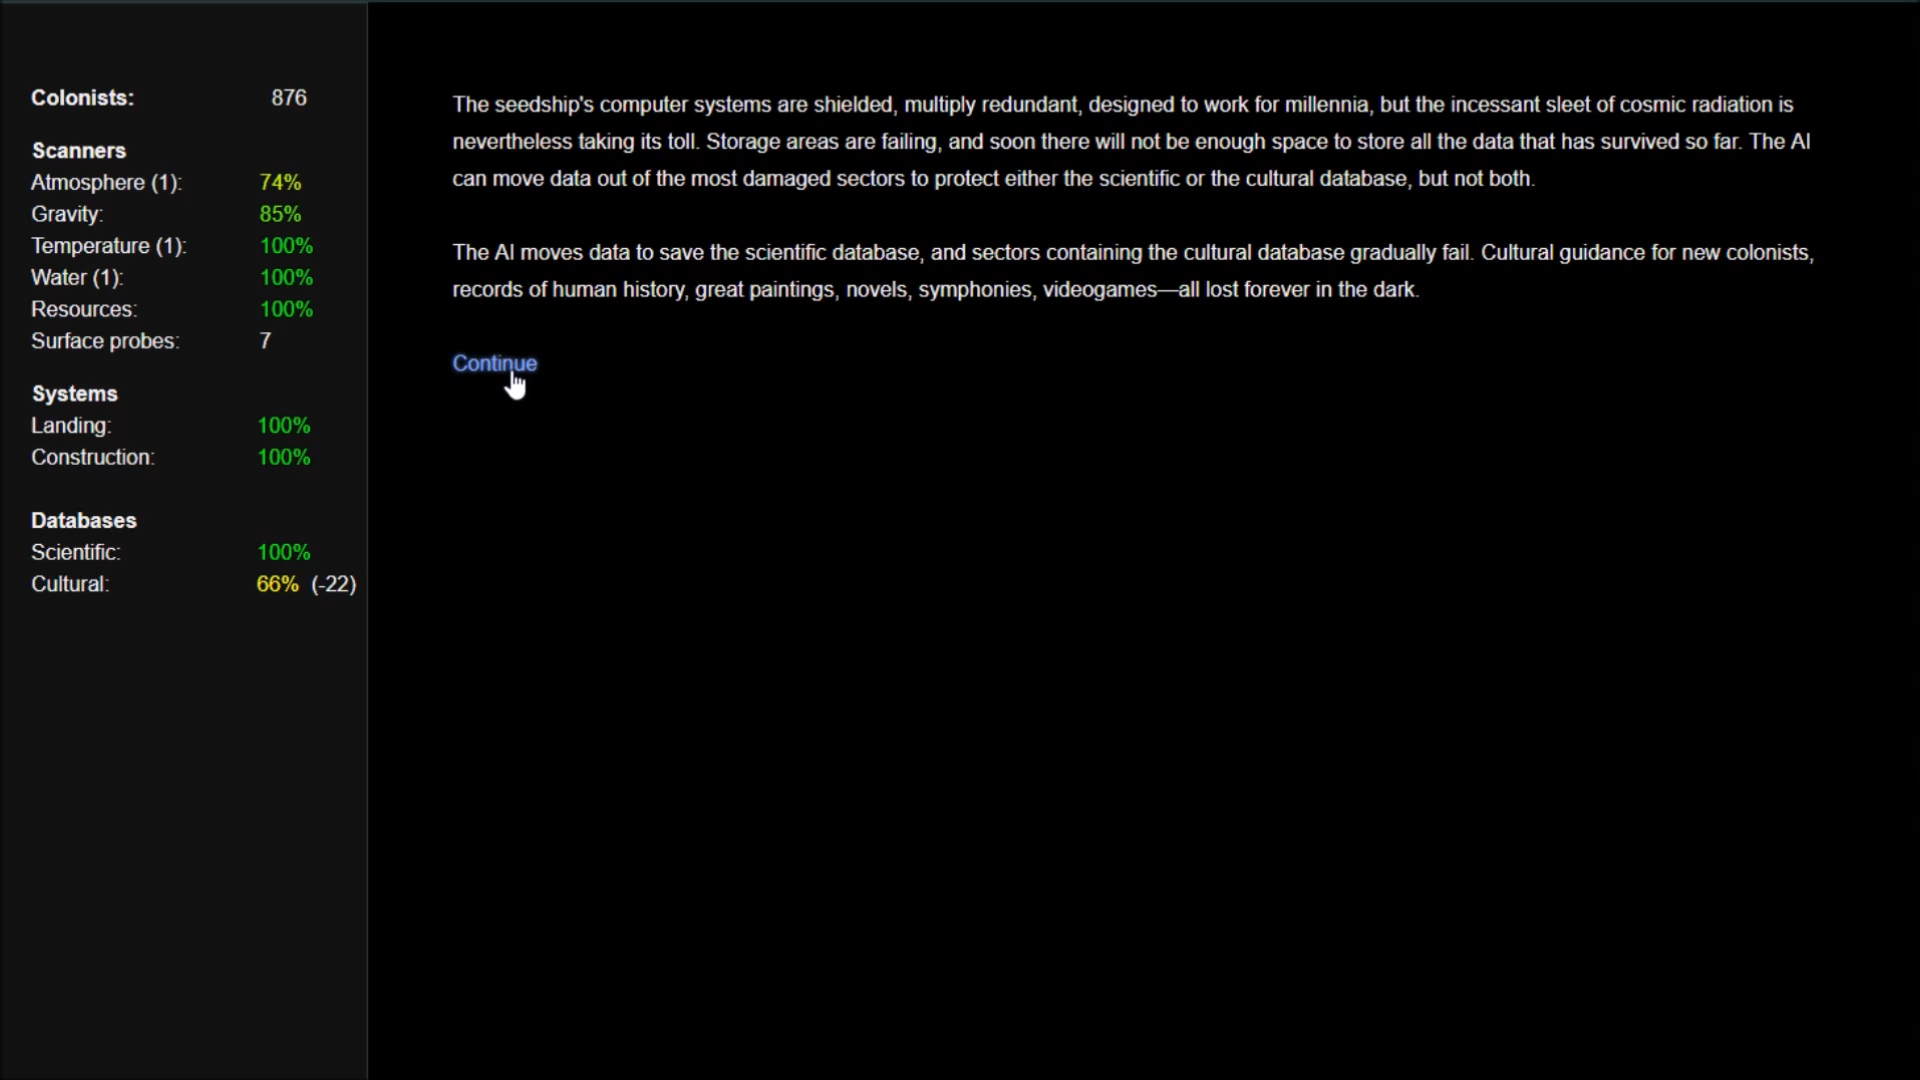 Colonists: 876
Scanners
Atmosphere (1): 74%
Gravity: 85%
Temperature (1): 100%
Water (1): 100%
Resources: 100%
Surface probes: 7
Systems
Landing: 100%
Construction: 100%
Databases
Scientific: 100%
Cultural: 66% (-22)
The seedship's computer systems are shielded, multiply redundant, designed to work for millennia, but the incessant sleet of cosmic radiation is
nevertheless taking its toll. Storage areas are failing, and soon there will not be enough space to store all the data that has survived so far. The AI
can move data out of the most damaged sectors to protect either the scientific or the cultural database, but not both.
The AI moves data to save the scientific database, and sectors containing the cultural database gradually fail. Cultural guidance for new colonists,
records of human history, great paintings, novels, symphonies, videogames—all lost forever in the dark.
Continue